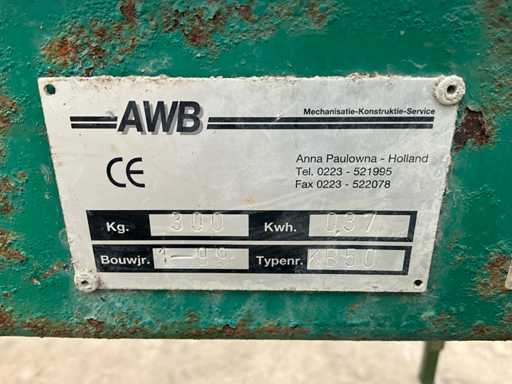 AWB
Mechanisatie-Konstruktie-Service
CE
Anna Paulowna - Holland
Tel. 0223 - 521995
Fax 0223 - 522078
Kg. 300 Kwh. 037
Bouwjr. Typenr. KB50